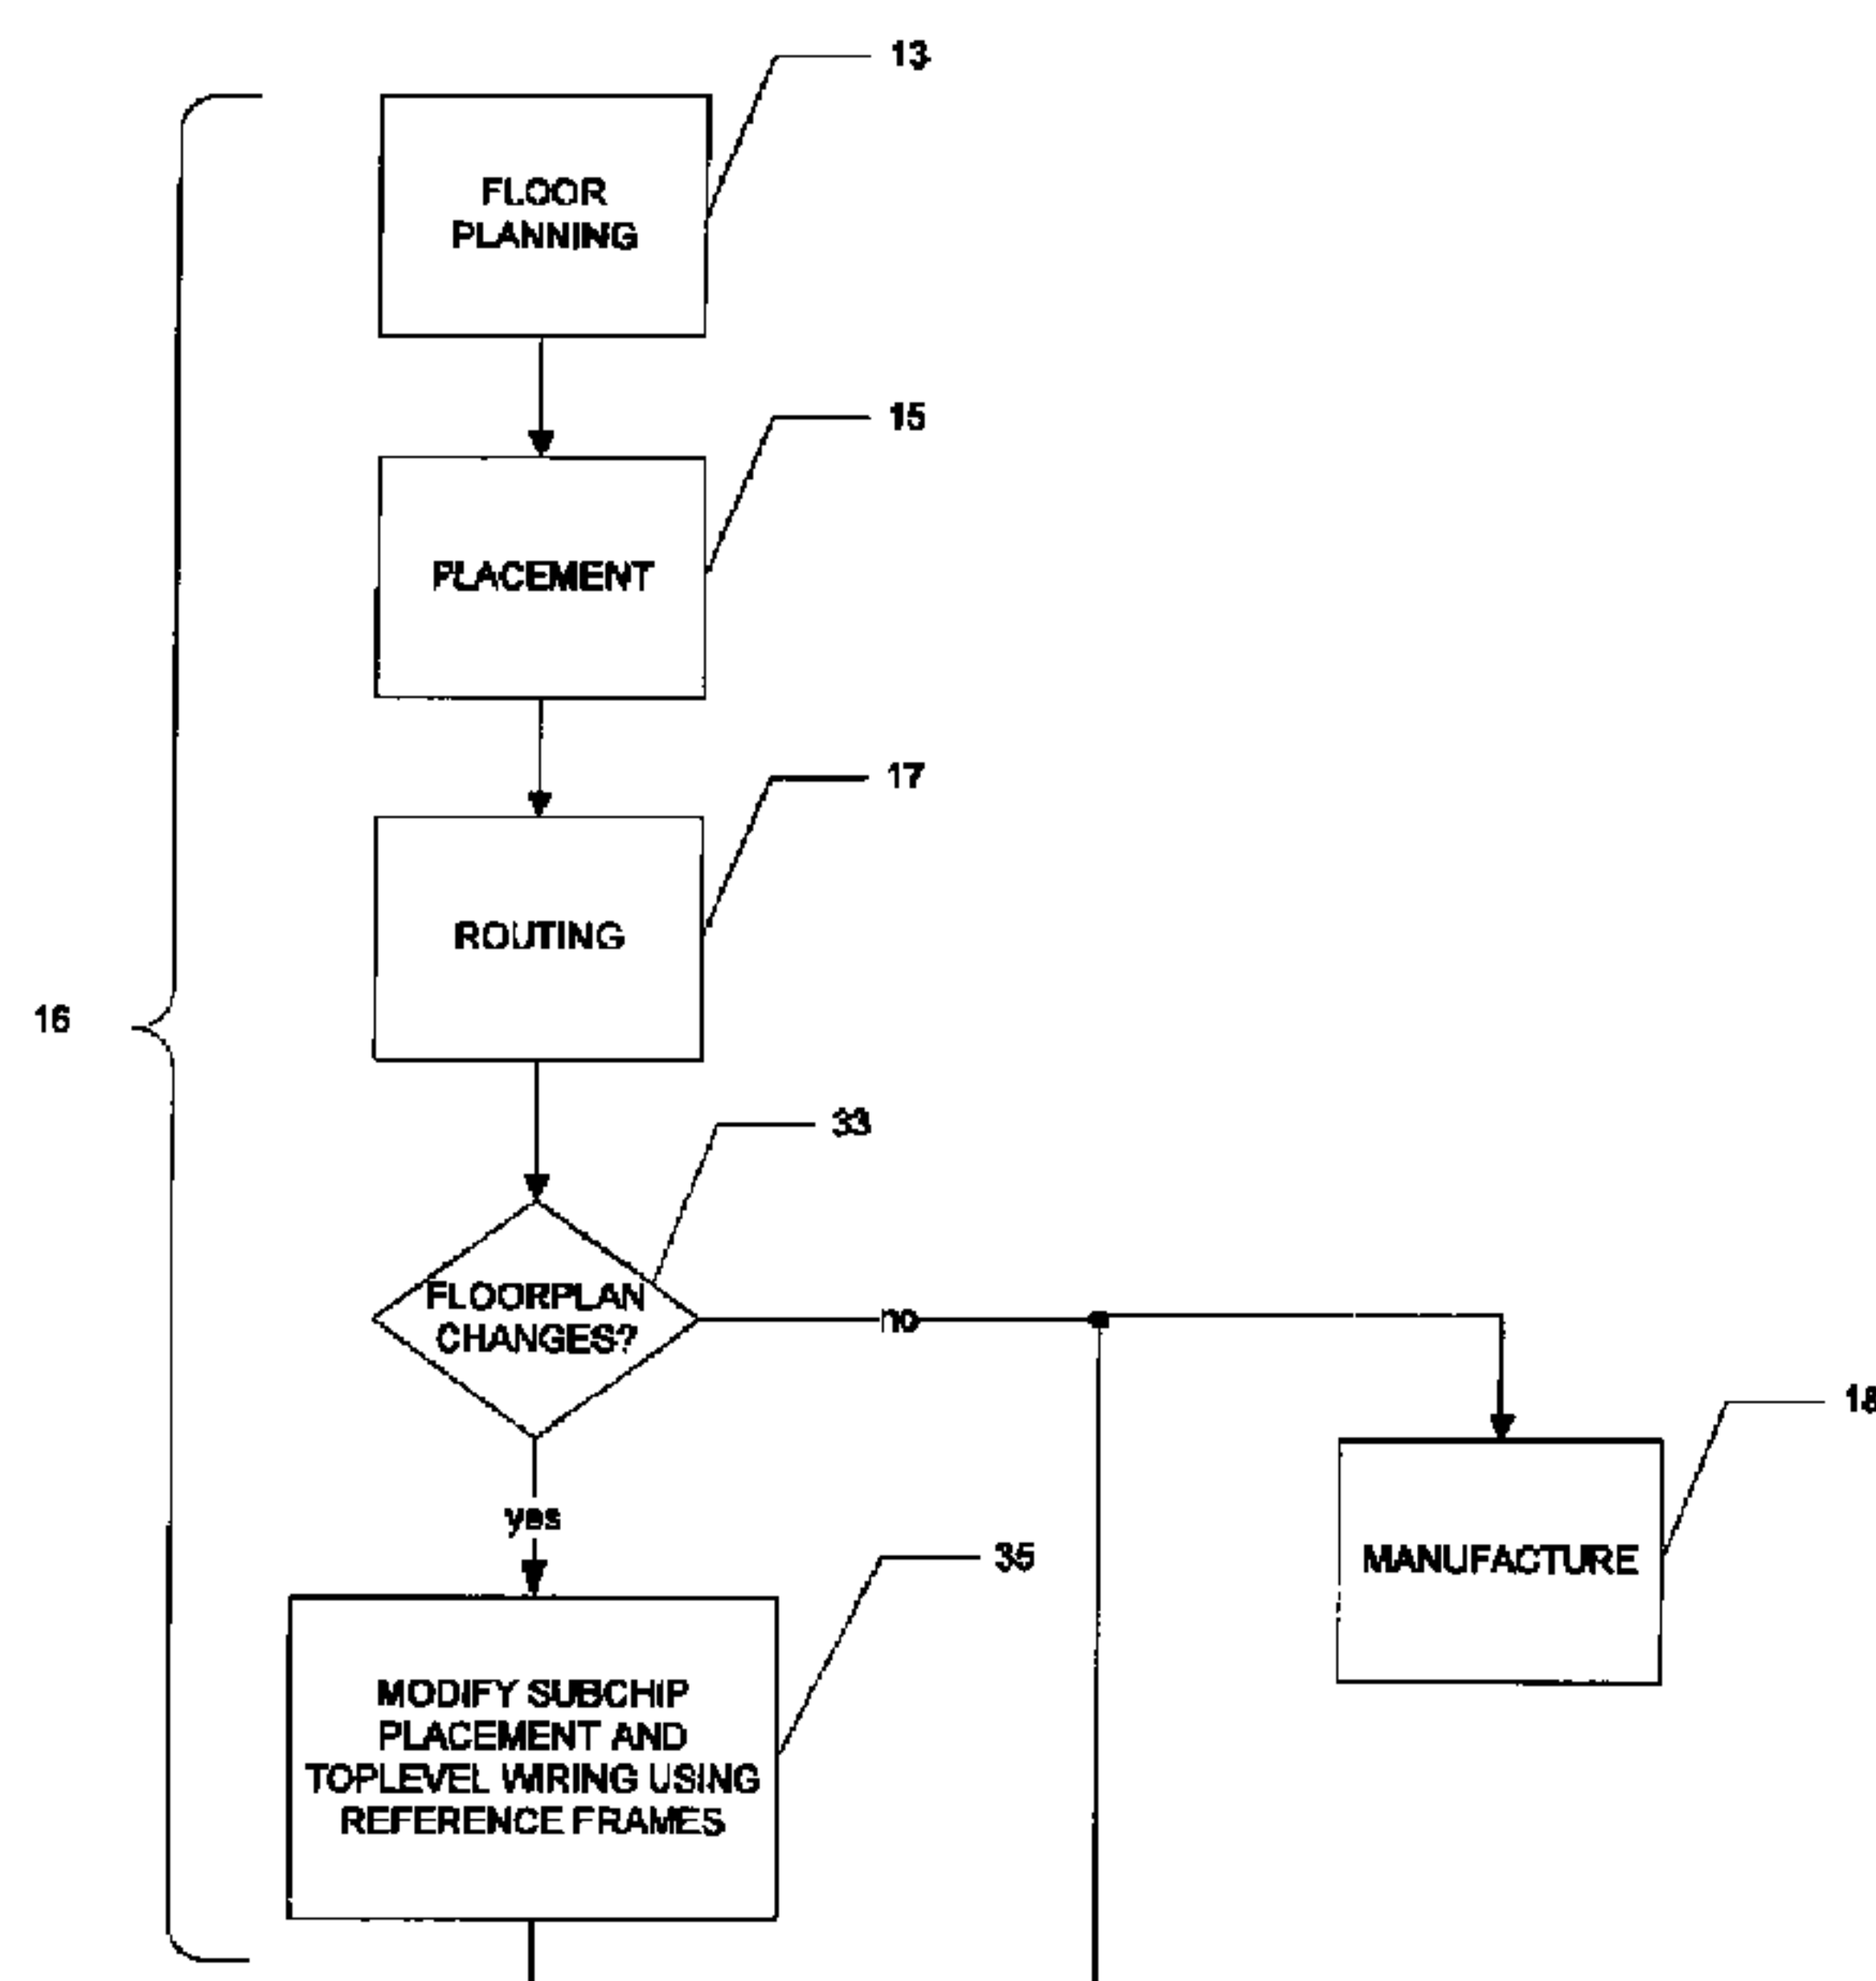 13
FLOOR
PLANNING
15
PLACEMENT
17
ROUTING
16
33
FLOORPLAN
CHANGES?
no
18
yes
35
MANUFACTURE
MODIFY SUBCHIP
PLACEMENT AND
TOPLEVEL WIRING USING
REFERENCE FRAMES